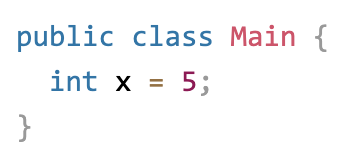 public class Main {
  int x = 5;
}